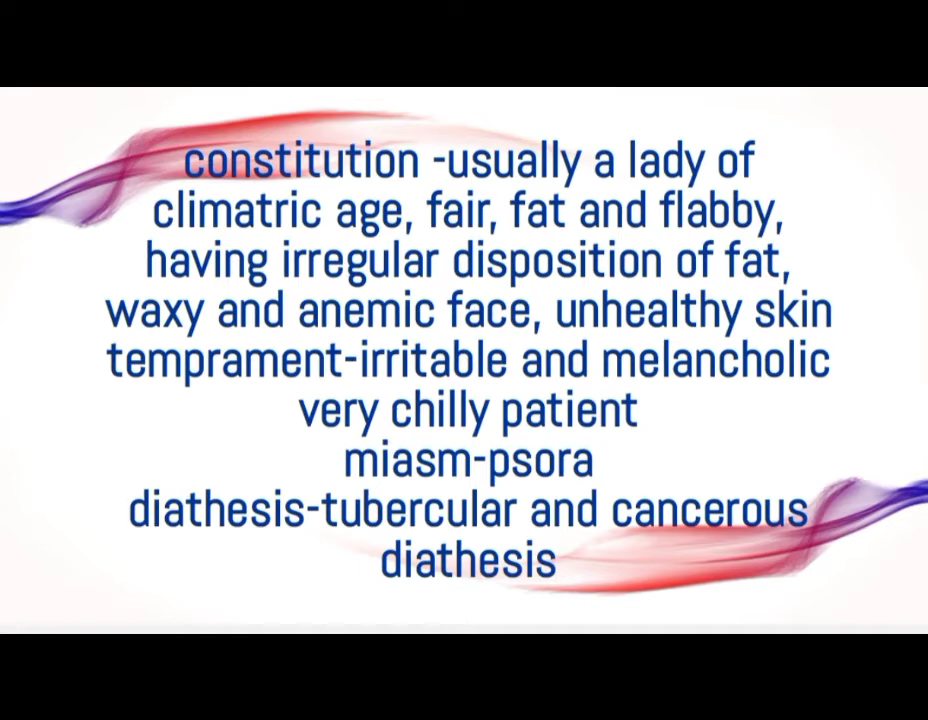 constitution -usually a lady of
climatric age, fair, fat and flabby,
having irregular disposition of fat,
waxy and anemic face, unhealthy skin
temprament-irritable and melancholic
very chilly patient
miasm-psora
diathesis-tubercular and cancerous
diathesis